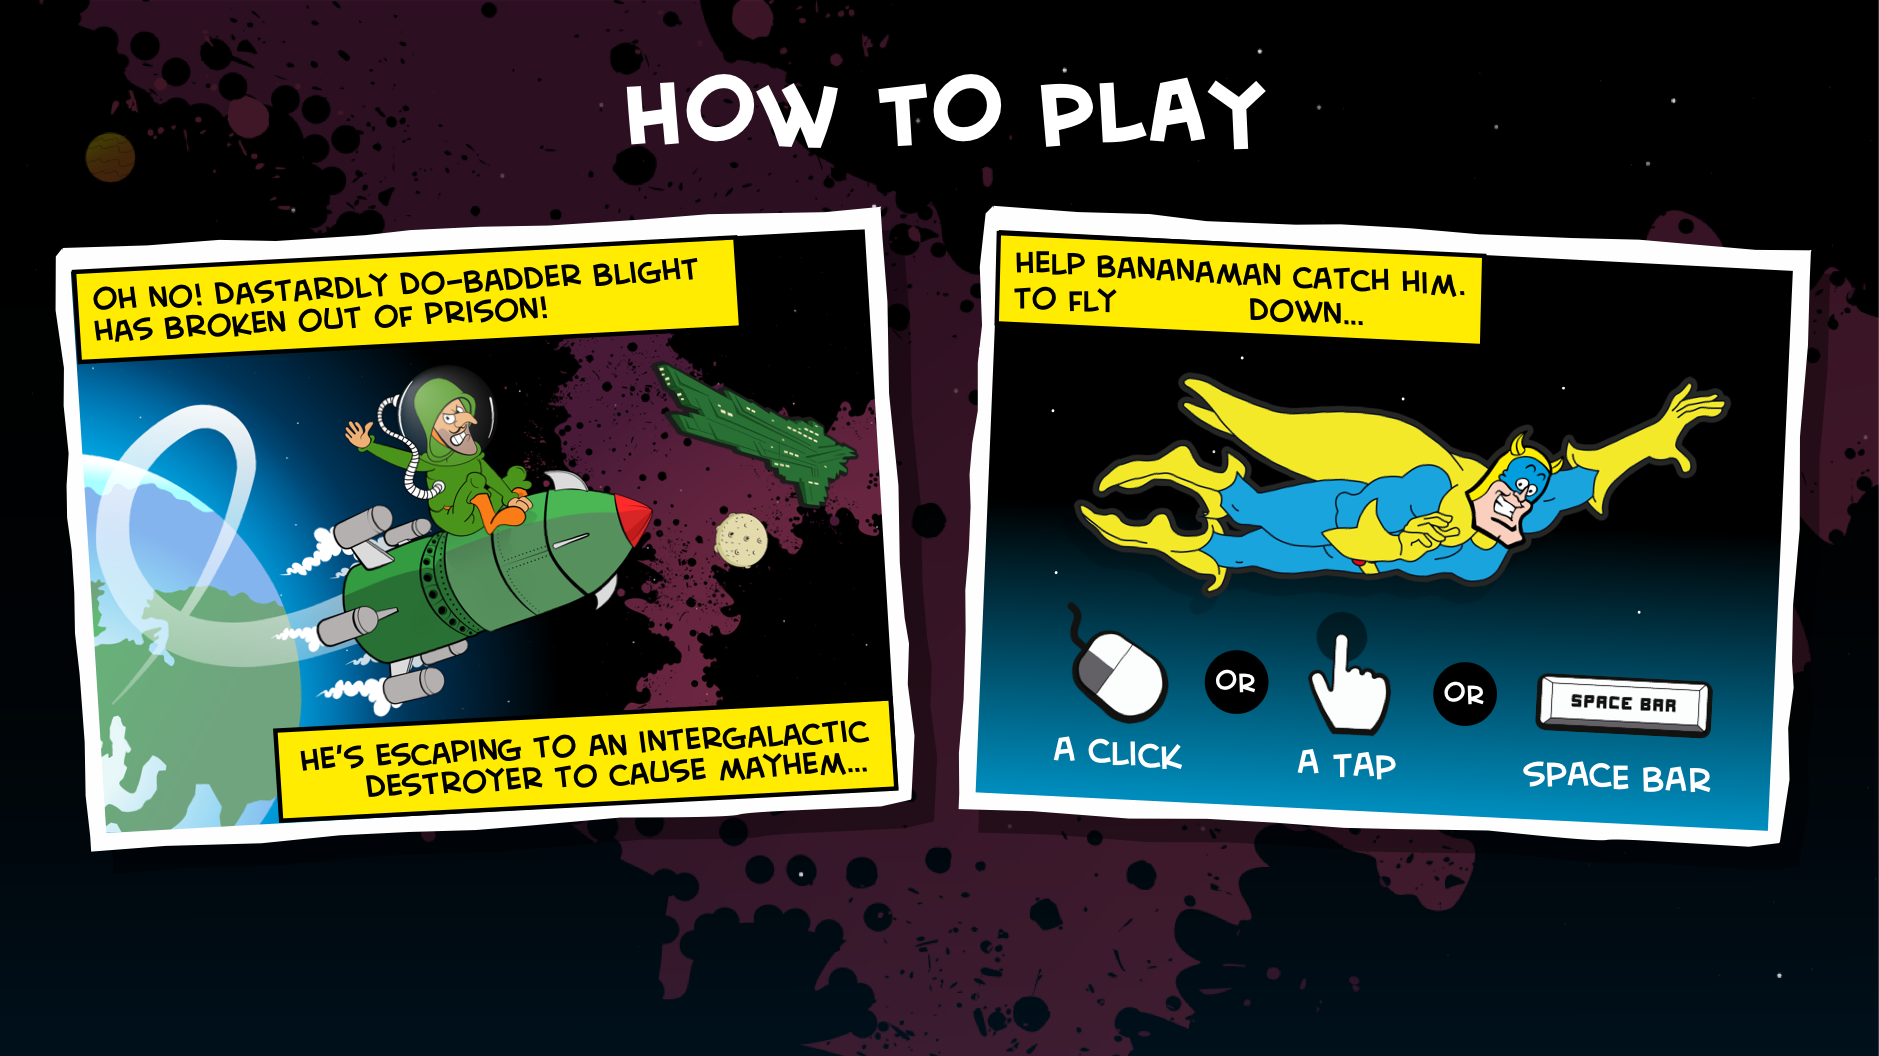 HOW TO PLAY
OH NO! DASTARDLY DO-BADDER BLIGHT
HAS BROKEN OUT OF PRISON!
HE'S ESCAPING TO AN INTERGALACTIC
DESTROYER TO CAUSE MAYHEM...
HELP BANANAMAN CATCH HIM.
TO FLY DOWN...
OR
OR
SPACE BAR
A CLICK
A TAP
SPACE BAR